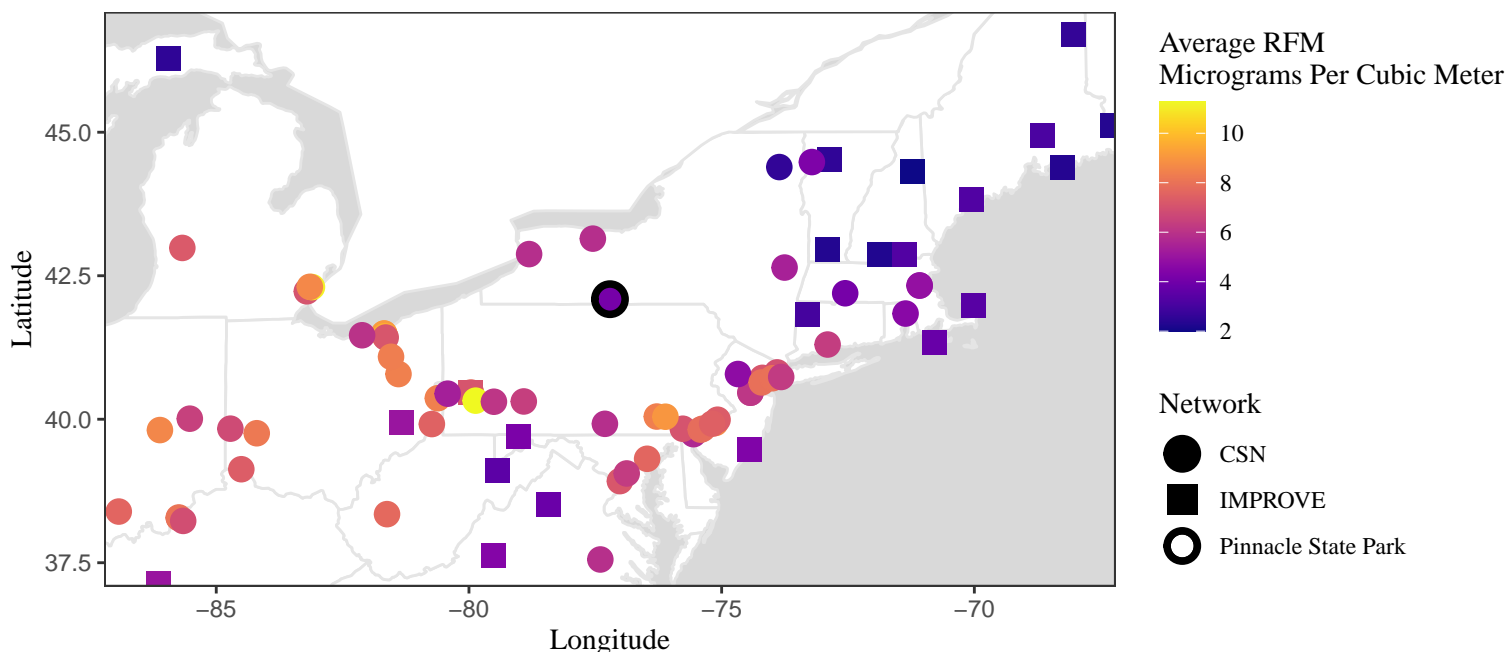 45.0
42.5
40.0
37.5
Latitude
−85
−80
−75
−70
Longitude
Average RFM
Micrograms Per Cubic Meter
10
8
6
4
2
Network
CSN
IMPROVE
Pinnacle State Park